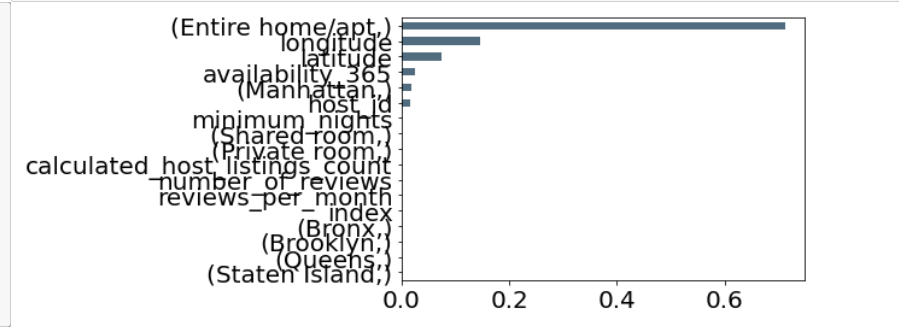 (Entire home/apt,)
longitude
latitude
availability_365
(Manhattan,)
host_id
minimum_nights
(Shared room,)
(Private room,)
calculated_host_listings_count
number_of_reviews
reviews_per_month
index
(Bronx,)
(Brooklyn,)
(Queens,)
(Staten Island,)
0.0 0.2 0.4 0.6